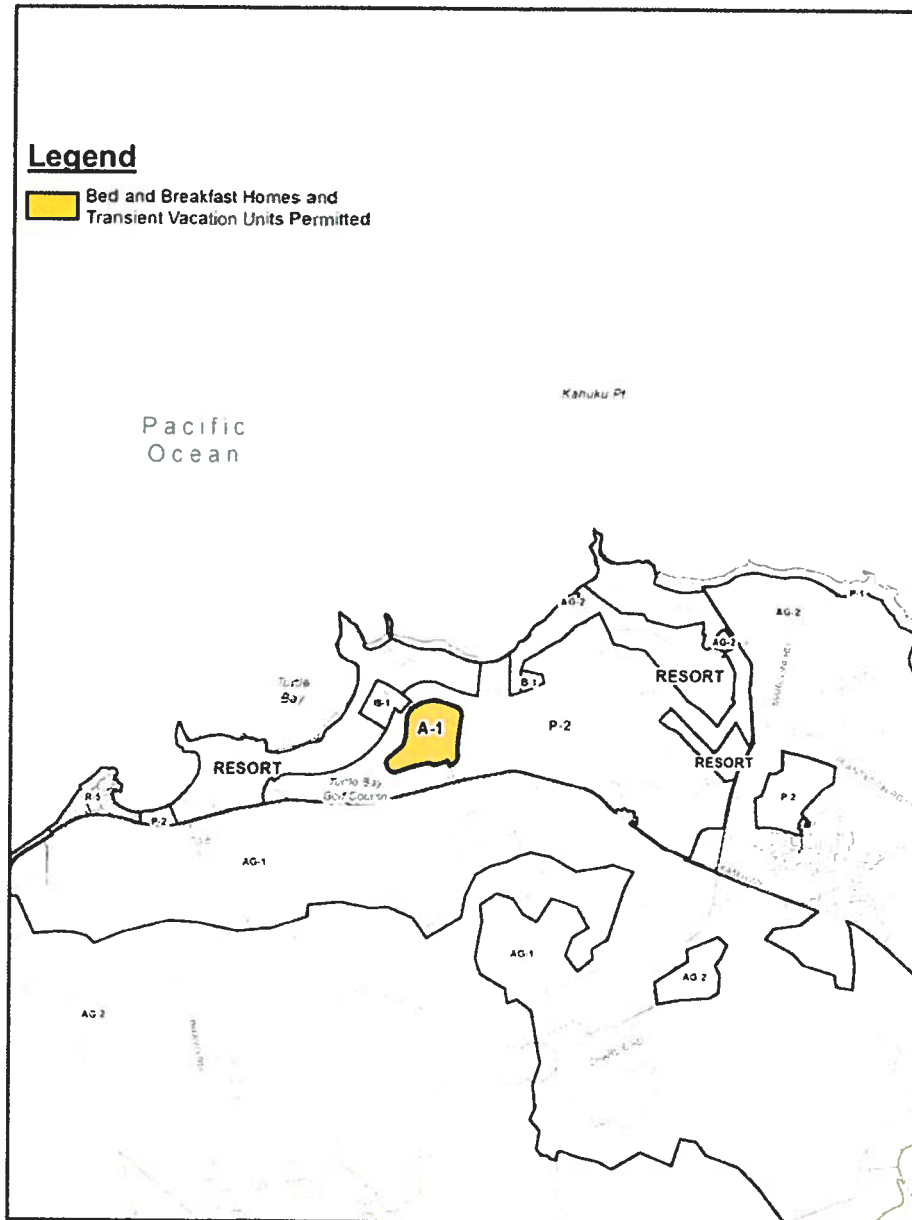 Legend
Bed and Breakfast Homes and
Transient Vacation Units Permitted
Kahuku Pt
Pacific
Ocean
AG-2
P-1
AG-2
AG-2
RESORT
Turtle
Bay
B-1
A-1
P-2
RESORT
RESORT
Turtle Bay
Golf Course
R-5
P-2
P-2
AG-1
AG-1
AG-2
AG-2